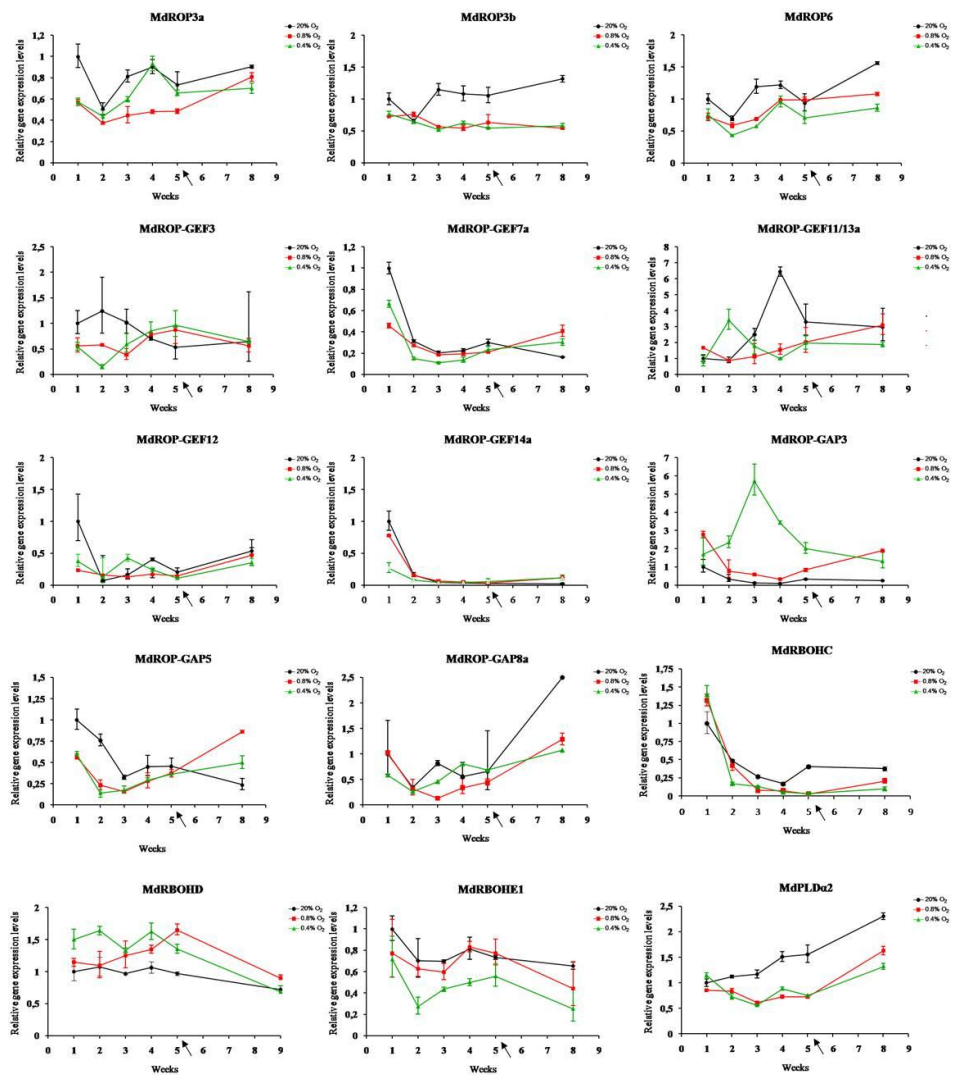 MdROP3a
20% O₂
0.8% O₂
0.4% O₂
Relative gene expression levels
1,2
1
0,8
0,6
0,4
0,2
0
0 1 2 3 4 5 6 7 8 9
Weeks
MdROP3b
20% O₂
0.8% O₂
0.4% O₂
Relative gene expression levels
2
1,5
1
0,5
0
0 1 2 3 4 5 6 7 8 9
Weeks
MdROP6
20% O₂
0.8% O₂
0.4% O₂
Relative gene expression levels
2
1,5
1
0,5
0
0 1 2 3 4 5 6 7 8 9
Weeks
MdROP-GEF3
20% O₂
0.8% O₂
0.4% O₂
Relative gene expression levels
2,5
2
1,5
1
0,5
0
0 1 2 3 4 5 6 7 8 9
Weeks
MdROP-GEF7a
20% O₂
0.8% O₂
0.4% O₂
Relative gene expression levels
1,2
1
0,8
0,6
0,4
0,2
0
0 1 2 3 4 5 6 7 8 9
Weeks
MdROP-GEF11/13a
20% O₂
0.8% O₂
0.4% O₂
Relative gene expression levels
8
7
6
5
4
3
2
1
0
0 1 2 3 4 5 6 7 8 9
Weeks
MdROP-GEF12
20% O₂
0.8% O₂
0.4% O₂
Relative gene expression levels
2
1,5
1
0,5
0
0 1 2 3 4 5 6 7 8 9
Weeks
MdROP-GEF14a
20% O₂
0.8% O₂
0.4% O₂
Relative gene expression levels
2
1,5
1
0,5
0
0 1 2 3 4 5 6 7 8 9
Weeks
MdROP-GAP3
20% O₂
0.8% O₂
0.4% O₂
Relative gene expression levels
7
6
5
4
3
2
1
0
0 1 2 3 4 5 6 7 8 9
Weeks
MdROP-GAP5
20% O₂
0.8% O₂
0.4% O₂
Relative gene expression levels
1,5
1,25
1
0,75
0,5
0,25
0
0 1 2 3 4 5 6 7 8 9
Weeks
MdROP-GAP8a
20% O₂
0.8% O₂
0.4% O₂
Relative gene expression levels
2,5
2
1,5
1
0,5
0
0 1 2 3 4 5 6 7 8 9
Weeks
MdRBOHC
20% O₂
0.8% O₂
0.4% O₂
Relative gene expression levels
1,75
1,5
1,25
1
0,75
0,5
0,25
0
0 1 2 3 4 5 6 7 8 9
Weeks
MdRBOHD
20% O₂
0.8% O₂
0.4% O₂
Relative gene expression levels
2
1,5
1
0,5
0
0 1 2 3 4 5 6 7 8 9
Weeks
MdRBOHE1
20% O₂
0.8% O₂
0.4% O₂
Relative gene expression levels
1,2
1
0,8
0,6
0,4
0,2
0
0 1 2 3 4 5 6 7 8 9
Weeks
MdPLDα2
20% O₂
0.8% O₂
0.4% O₂
Relative gene expression levels
2,5
2
1,5
1
0,5
0
0 1 2 3 4 5 6 7 8 9
Weeks